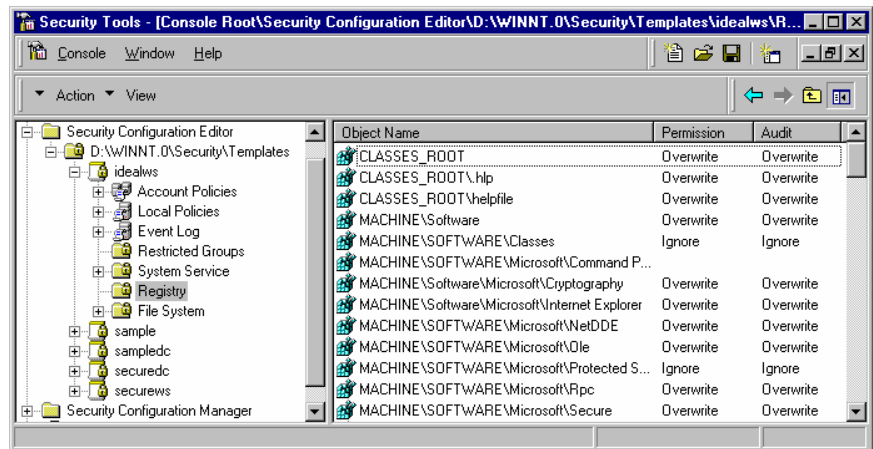 Security Tools - [Console Root\Security Configuration Editor\D:\WINNT.0\Security\Templates\idealws\R...
Console Window Help
Action View
Security Configuration Editor
D:\WINNT.0\Security\Templates
idealws
Account Policies
Local Policies
Event Log
Restricted Groups
System Service
Registry
File System
sample
sampledc
securedc
securews
Security Configuration Manager
Object Name Permission Audit
CLASSES_ROOT Overwrite Overwrite
CLASSES_ROOT\.hlp Overwrite Overwrite
CLASSES_ROOT\helpfile Overwrite Overwrite
MACHINE\Software Overwrite Overwrite
MACHINE\SOFTWARE\Classes Ignore Ignore
MACHINE\SOFTWARE\Microsoft\Command P...
MACHINE\Software\Microsoft\Cryptography Overwrite Overwrite
MACHINE\Software\Microsoft\Internet Explorer Overwrite Overwrite
MACHINE\SOFTWARE\Microsoft\NetDDE Overwrite Overwrite
MACHINE\SOFTWARE\Microsoft\Ole Overwrite Overwrite
MACHINE\SOFTWARE\Microsoft\Protected S... Ignore Ignore
MACHINE\SOFTWARE\Microsoft\Rpc Overwrite Overwrite
MACHINE\SOFTWARE\Microsoft\Secure Overwrite Overwrite